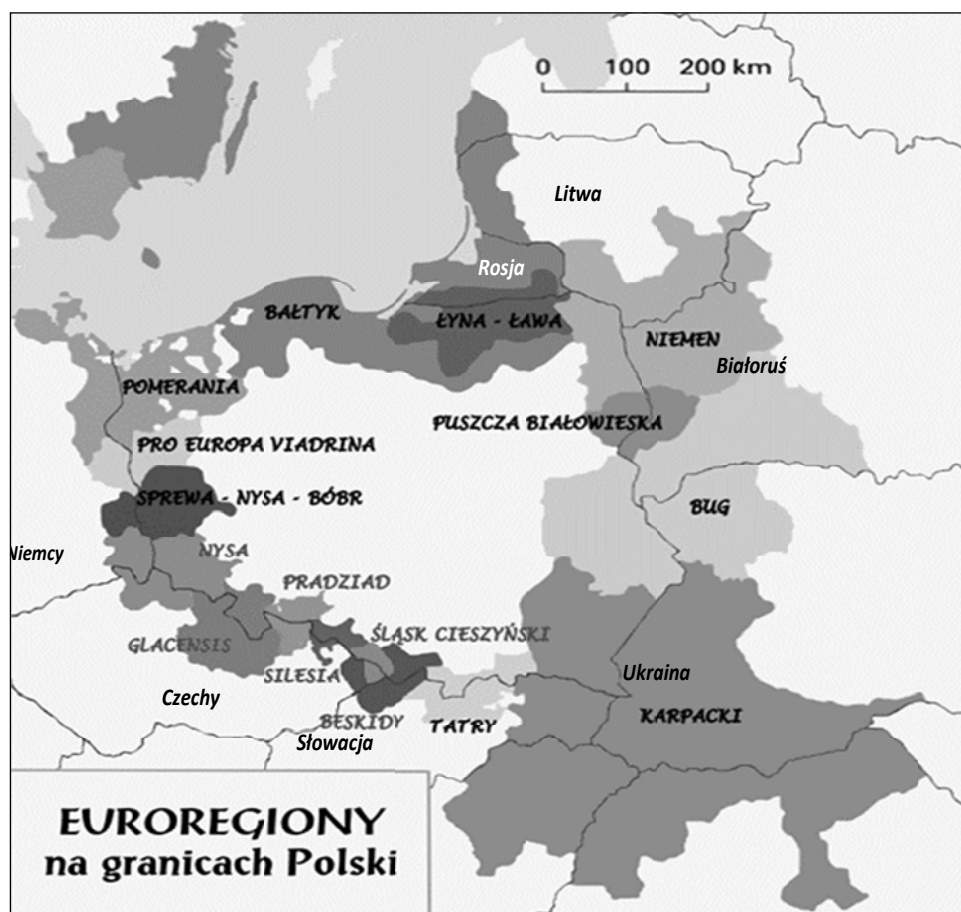 0 100 200 km
Litwa
Rosja
BAŁTYK
ŁYNA - ŁAWA
NIEMEN
Białoruś
POMERANIA
PUSZCZA BIAŁOWIESKA
PRO EUROPA VIADRINA
SPREWA - NYSA - BÓBR
BUG
Niemcy
NYSA
PRADZIAD
GLACENSIS
ŚLĄSK CIESZYŃSKI
SILESIA
Ukraina
Czechy
BESKIDY
TATRY
KARPACKI
Słowacja
EUROREGIONY
na granicach Polski